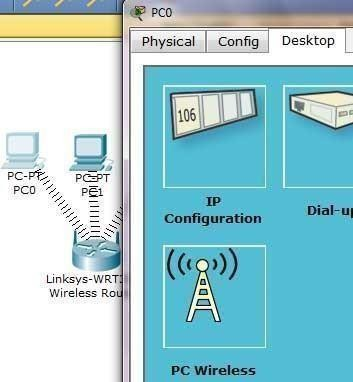 PC0
Physical
Config
Desktop
106
IP
Configuration
Dial-up
PC Wireless
PC-PT
PC0
PC-PT
PC1
Linksys-WRT3
Wireless Rou